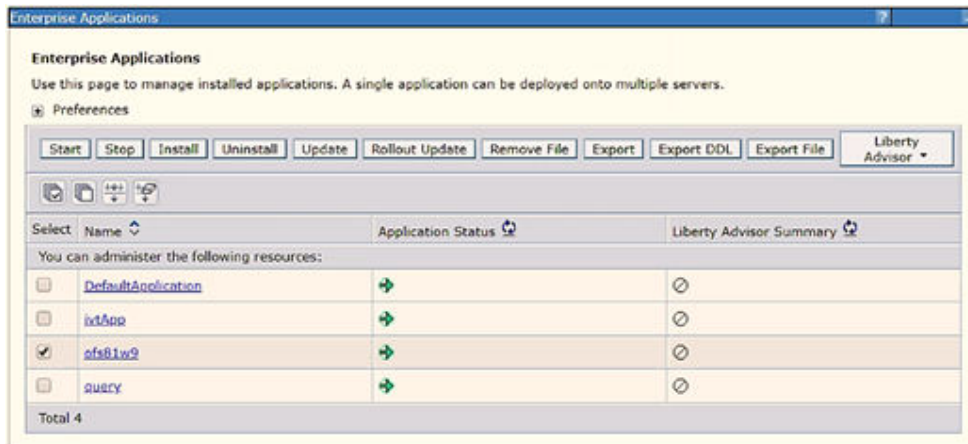 Enterprise Applications
?
Enterprise Applications
Use this page to manage installed applications. A single application can be deployed onto multiple servers.
Preferences
Start Stop Install Uninstall Update Rollout Update Remove File Export Export DDL Export File Liberty Advisor
Select Name Application Status Liberty Advisor Summary
You can administer the following resources:
DefaultApplication
ivtApp
ofs81w9
query
Total 4